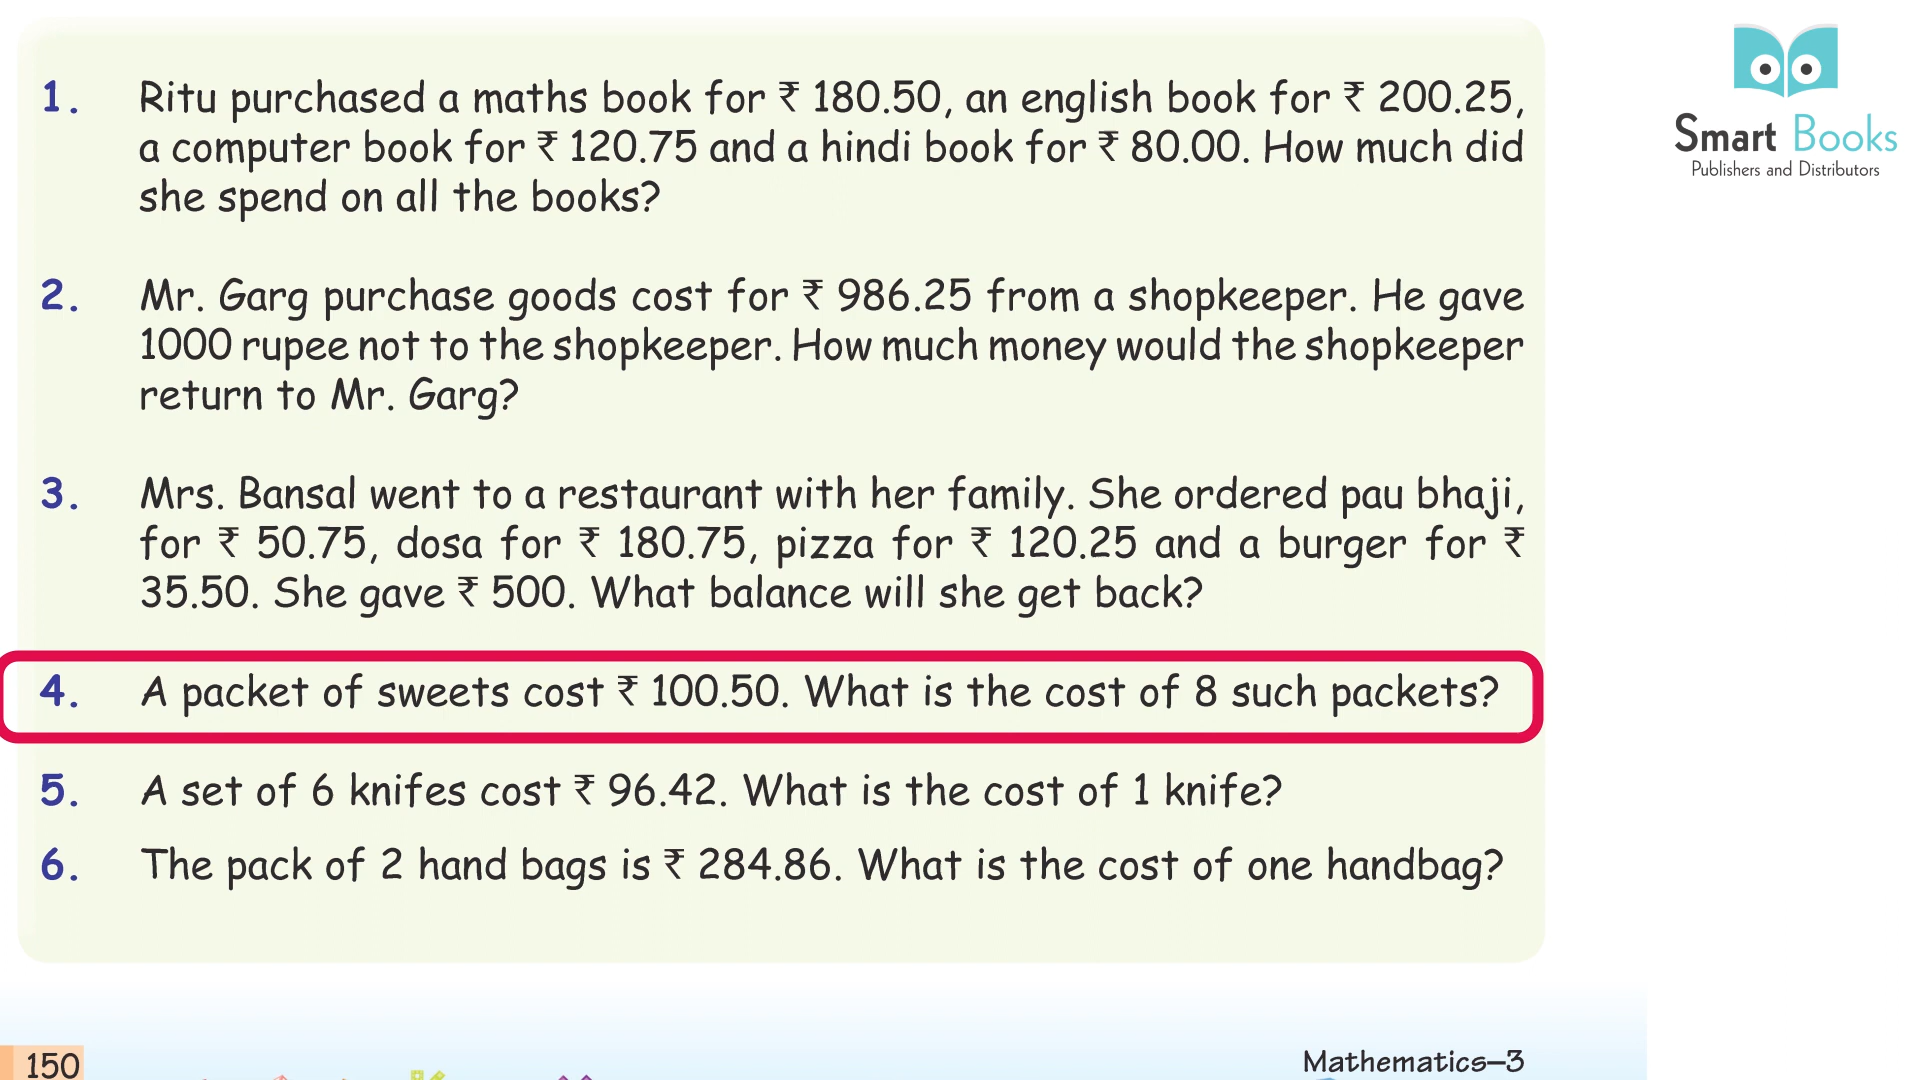 1. Ritu purchased a maths book for ₹ 180.50, an english book for ₹ 200.25,
a computer book for ₹ 120.75 and a hindi book for ₹ 80.00. How much did
she spend on all the books?
2. Mr. Garg purchase goods cost for ₹ 986.25 from a shopkeeper. He gave
1000 rupee not to the shopkeeper. How much money would the shopkeeper
return to Mr. Garg?
3. Mrs. Bansal went to a restaurant with her family. She ordered pau bhaji,
for ₹ 50.75, dosa for ₹ 180.75, pizza for ₹ 120.25 and a burger for ₹
35.50. She gave ₹ 500. What balance will she get back?
4. A packet of sweets cost ₹ 100.50. What is the cost of 8 such packets?
5. A set of 6 knifes cost ₹ 96.42. What is the cost of 1 knife?
6. The pack of 2 hand bags is ₹ 284.86. What is the cost of one handbag?
150
Mathematics–3
Smart Books
Publishers and Distributors